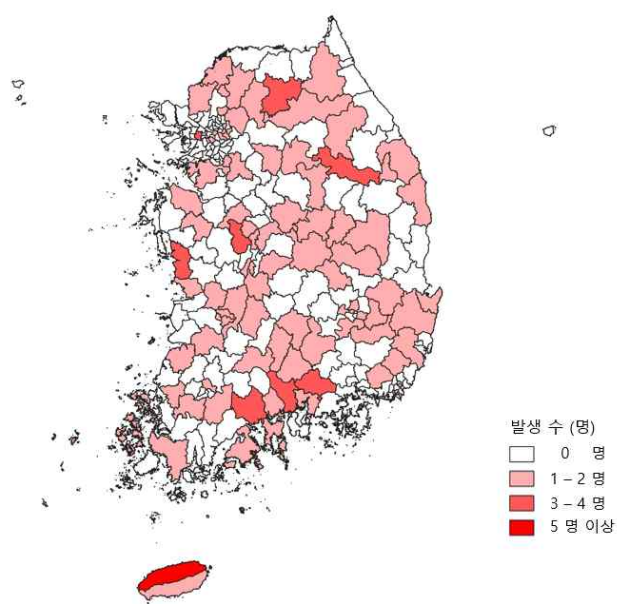 발생 수 (명)
0 명
1 – 2 명
3 – 4 명
5 명 이상